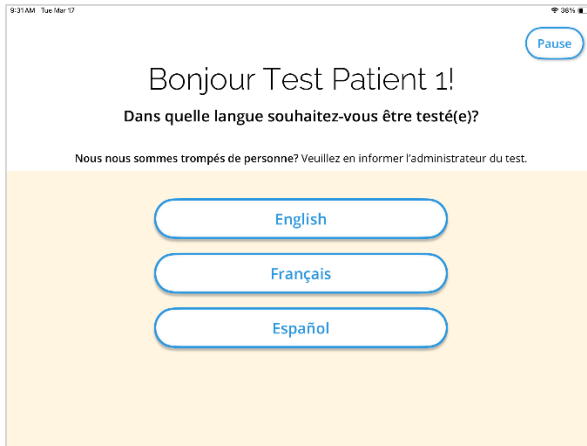 9:31 AM Tue Mar 17
36%
Pause
Bonjour Test Patient 1!
Dans quelle langue souhaitez-vous être testé(e)?
Nous nous sommes trompés de personne? Veuillez en informer l'administrateur du test.
English
Français
Español